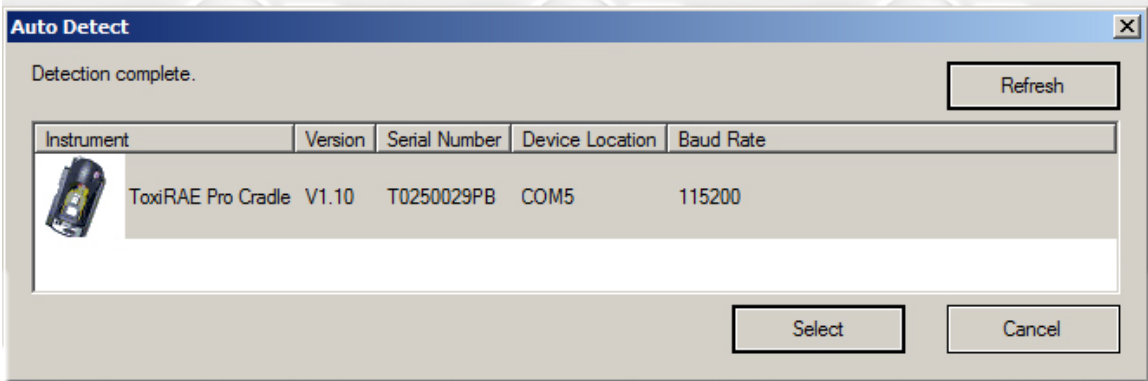 Auto Detect
Detection complete.
Refresh
Instrument Version Serial Number Device Location Baud Rate
ToxiRAE Pro Cradle V1.10 T0250029PB COM5 115200
Select Cancel